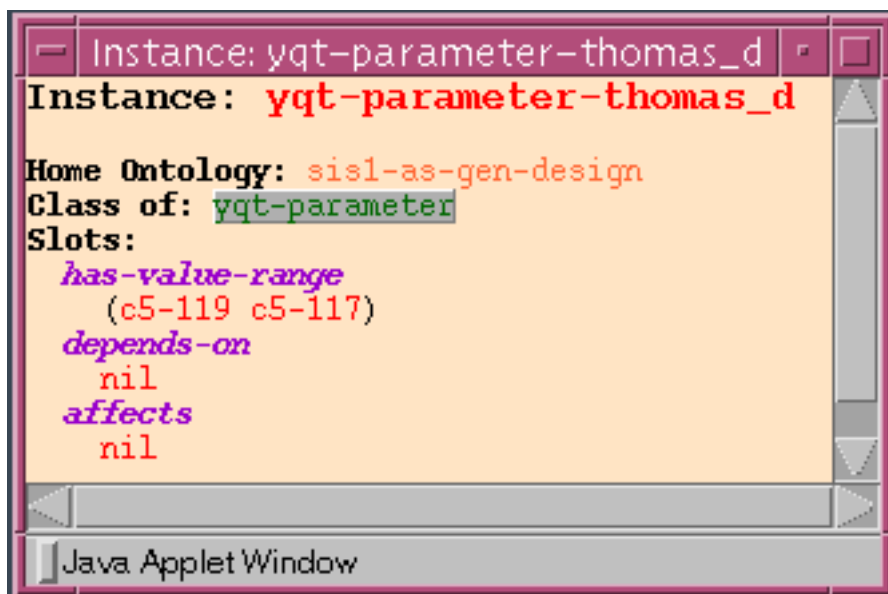 Instance: yqt-parameter-thomas_d
Instance: yqt-parameter-thomas_d
Home Ontology: sis1-as-gen-design
Class of: yqt-parameter
Slots:
has-value-range
(c5-119 c5-117)
depends-on
nil
affects
nil
Java Applet Window